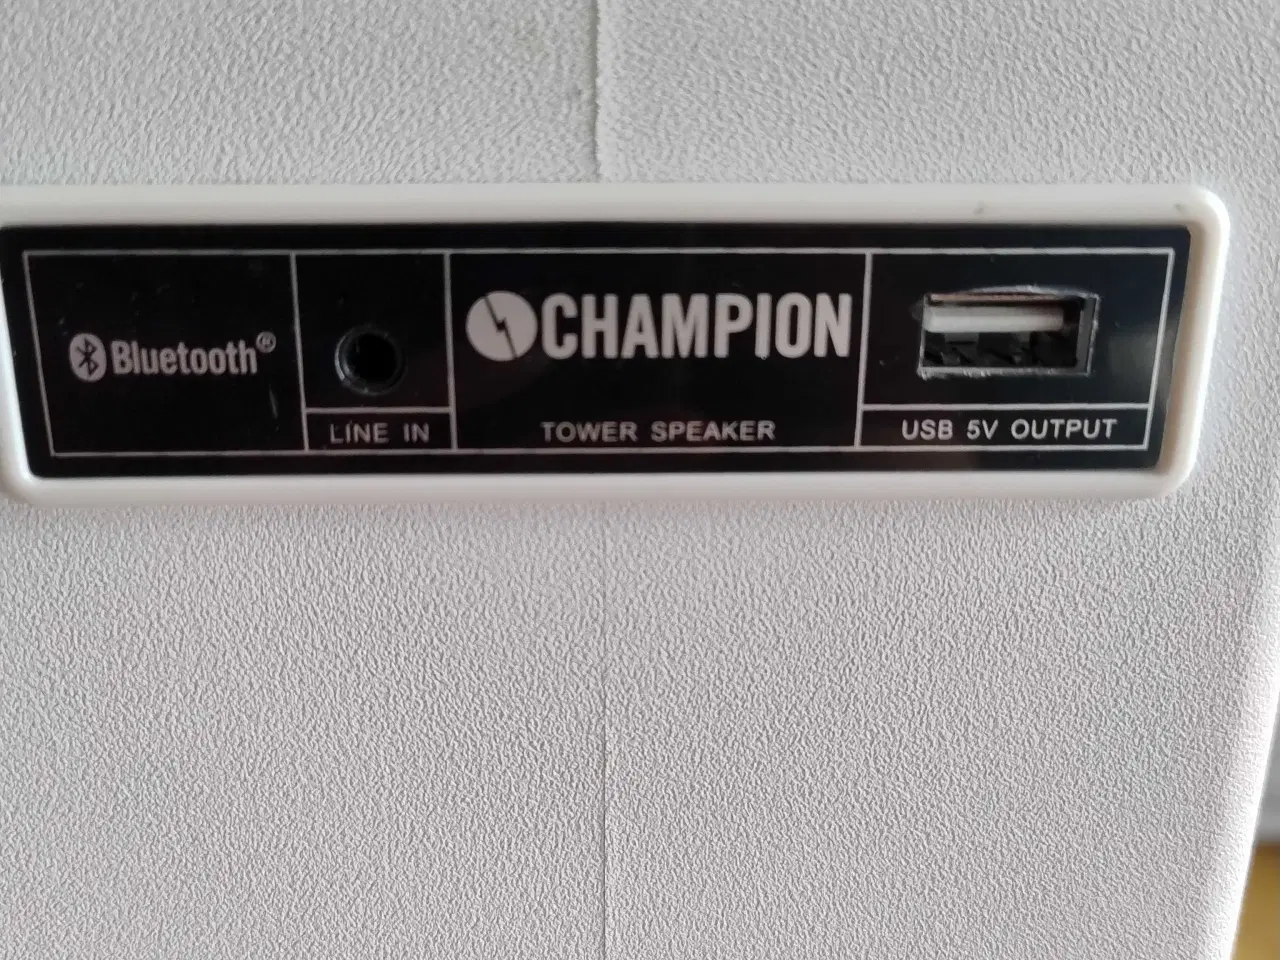 Bluetooth®
LINE IN
CHAMPION
TOWER SPEAKER
USB 5V OUTPUT